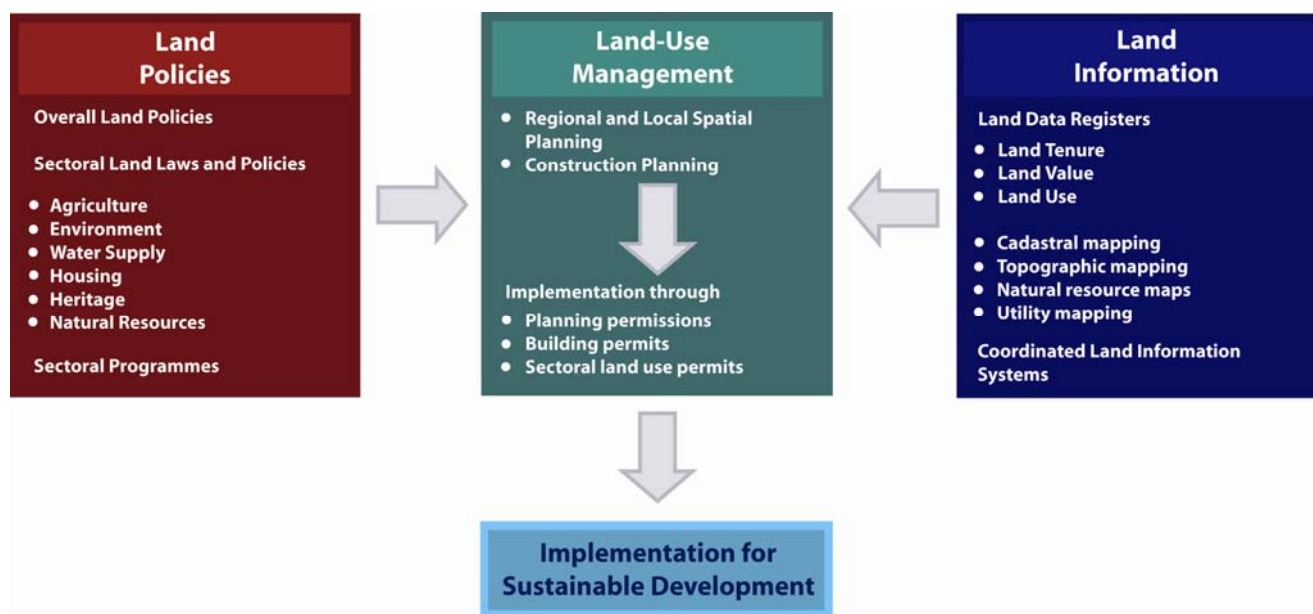 Land
Policies
Overall Land Policies
Sectoral Land Laws and Policies
• Agriculture
• Environment
• Water Supply
• Housing
• Heritage
• Natural Resources
Sectoral Programmes
Land-Use
Management
• Regional and Local Spatial
Planning
• Construction Planning
Implementation through
• Planning permissions
• Building permits
• Sectoral land use permits
Land
Information
Land Data Registers
• Land Tenure
• Land Value
• Land Use
• Cadastral mapping
• Topographic mapping
• Natural resource maps
• Utility mapping
Coordinated Land Information
Systems
Implementation for
Sustainable Development